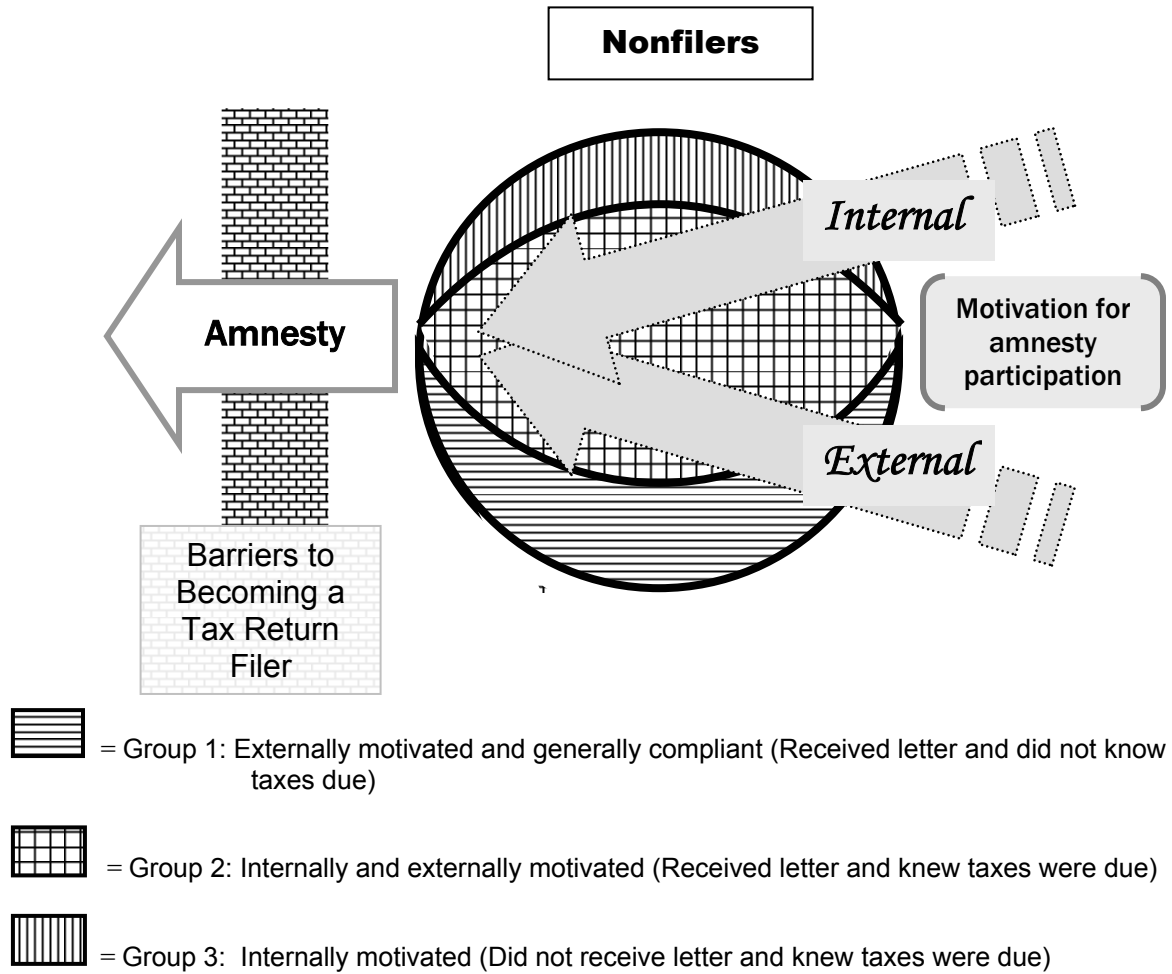 Nonfilers
Internal
Amnesty
Motivation for
amnesty
participation
External
Barriers to
Becoming a
Tax Return
Filer
= Group 1: Externally motivated and generally compliant (Received letter and did not know
taxes due)
= Group 2: Internally and externally motivated (Received letter and knew taxes were due)
= Group 3: Internally motivated (Did not receive letter and knew taxes were due)